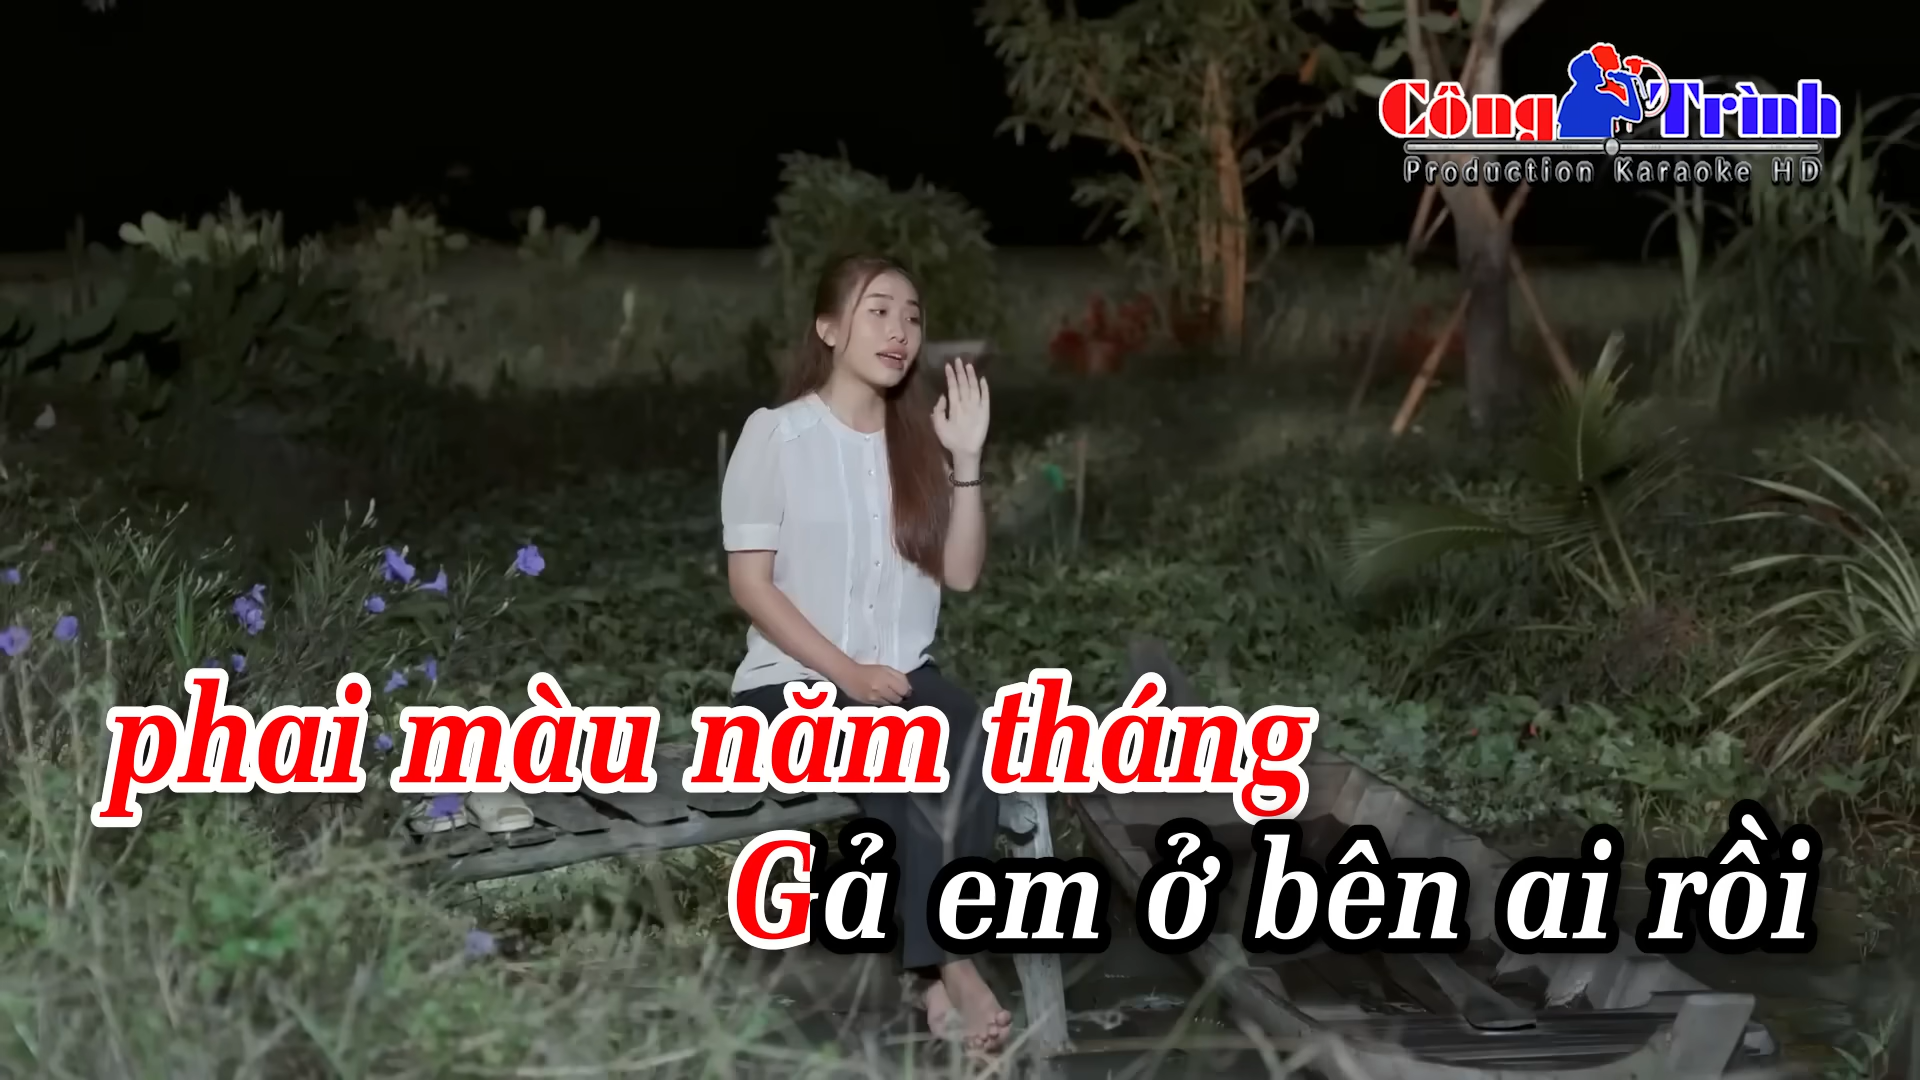 Công Trình
Production Karaoke HD
phai màu năm tháng
Gả em ở bên ai rồi